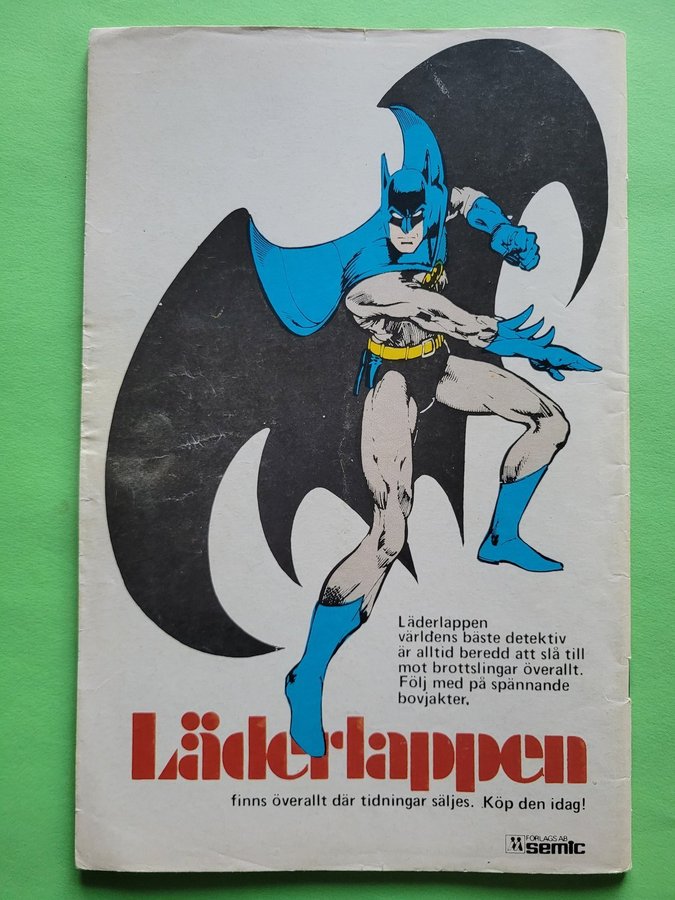 Läderlappen
världens bäste detektiv
är alltid beredd att slå till
mot brottslingar överallt.
Följ med på spännande
bovjakter.
Läderlappen
finns överallt där tidningar säljes. Köp den idag!
FÖRLAGS AB
semic